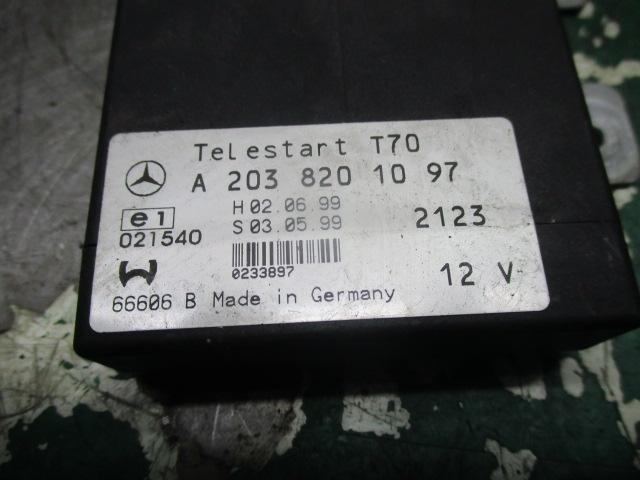 Telestart T70
A 203 820 10 97
H 02.06.99
e1
S 03.05.99
2123
021540
0233897
12 V
66606 B Made in Germany